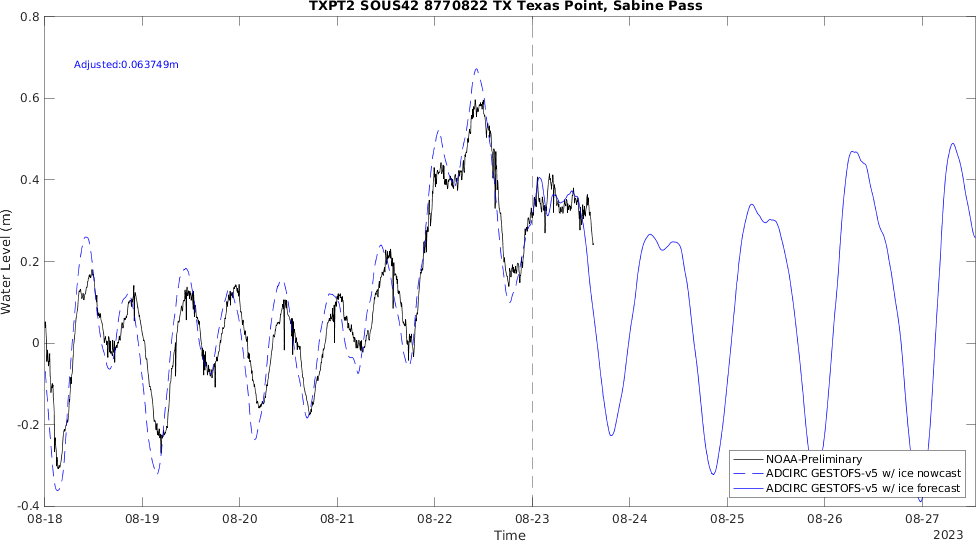 TXPT2 SOUS42 8770822 TX Texas Point, Sabine Pass
Adjusted:0.063749m
Water Level (m)
0.8
0.6
0.4
0.2
0
-0.2
-0.4
08-18
08-19
08-20
08-21
08-22
08-23
08-24
08-25
08-26
08-27
Time
2023
NOAA-Preliminary
ADCIRC GESTOFS-v5 w/ ice nowcast
ADCIRC GESTOFS-v5 w/ ice forecast